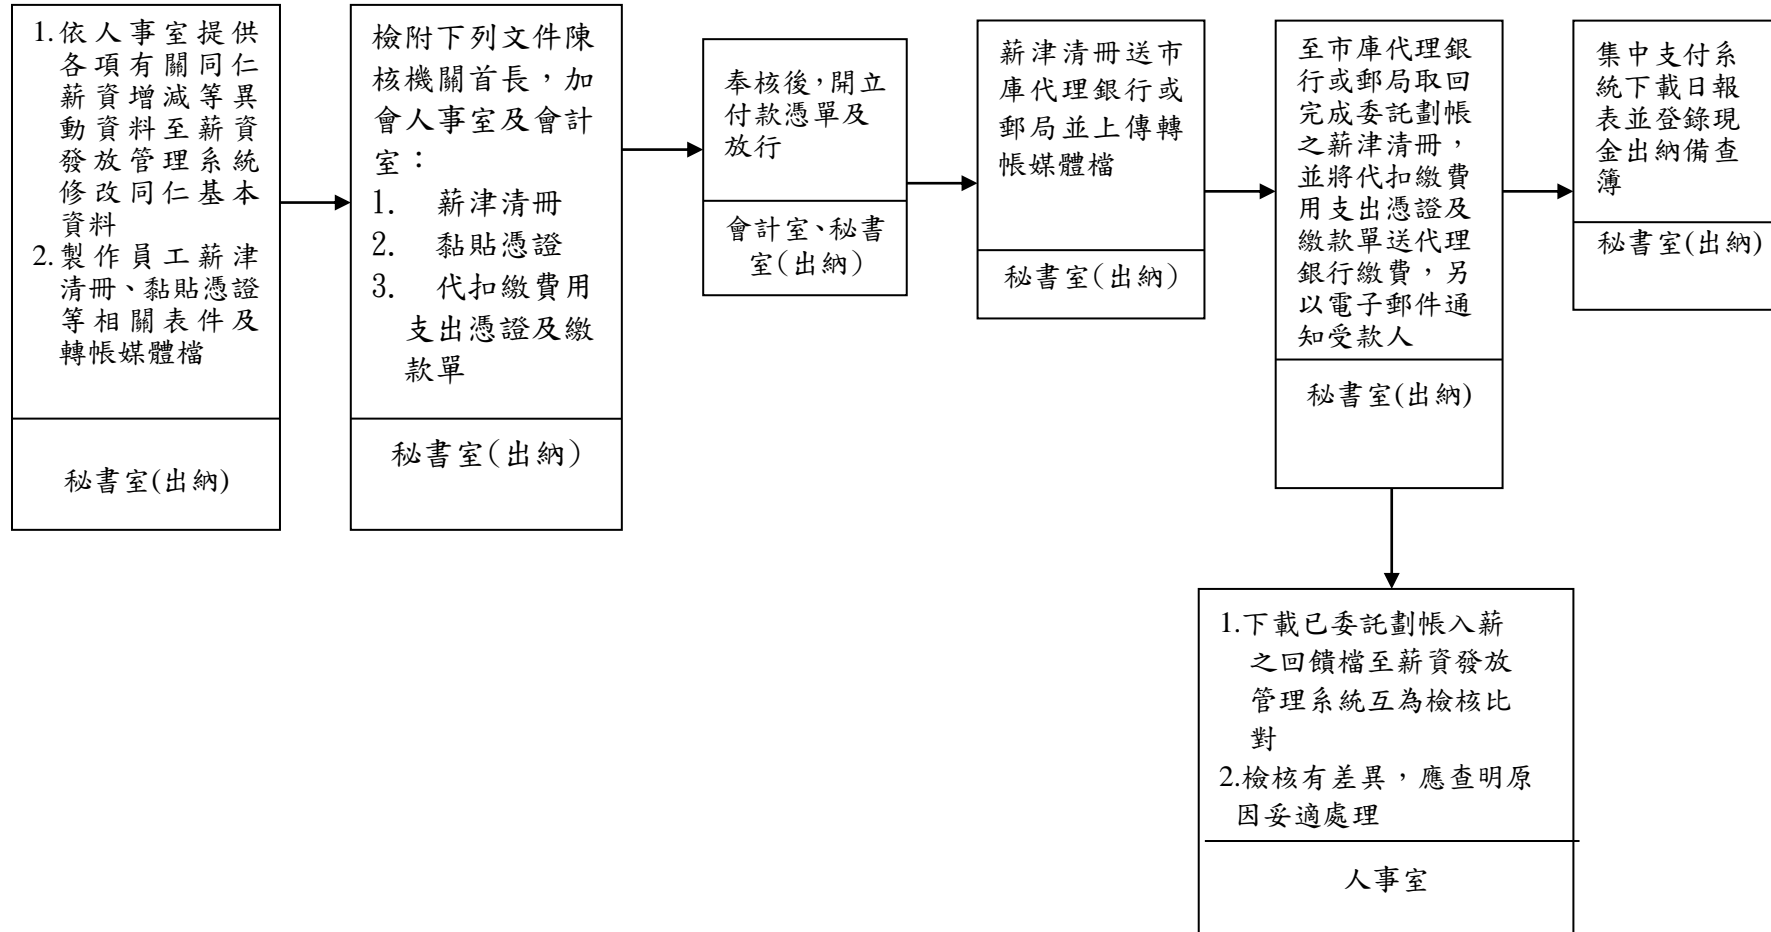 1.依人事室提供
各項有關同仁
薪資增減等異
動資料至薪資
發放管理系統
修改同仁基本
資料
2.製作員工薪津
清冊、黏貼憑證
等相關表件及
轉帳媒體檔
秘書室(出納)
檢附下列文件陳
核機關首長，加
會人事室及會計
室：
1. 薪津清冊
2. 黏貼憑證
3. 代扣繳費用
支出憑證及繳
款單
秘書室(出納)
奉核後，開立
付款憑單及
放行
會計室、秘書
室(出納)
薪津清冊送市
庫代理銀行或
郵局並上傳轉
帳媒體檔
秘書室(出納)
至市庫代理銀
行或郵局取回
完成委託劃帳
之薪津清冊，
並將代扣繳費
用支出憑證及
繳款單送代理
銀行繳費，另
以電子郵件通
知受款人
秘書室(出納)
集中支付系
統下載日報
表並登錄現
金出納備查
簿
秘書室(出納)
1.下載已委託劃帳入薪
之回饋檔至薪資發放
管理系統互為檢核比
對
2.檢核有差異，應查明原
因妥適處理
人事室